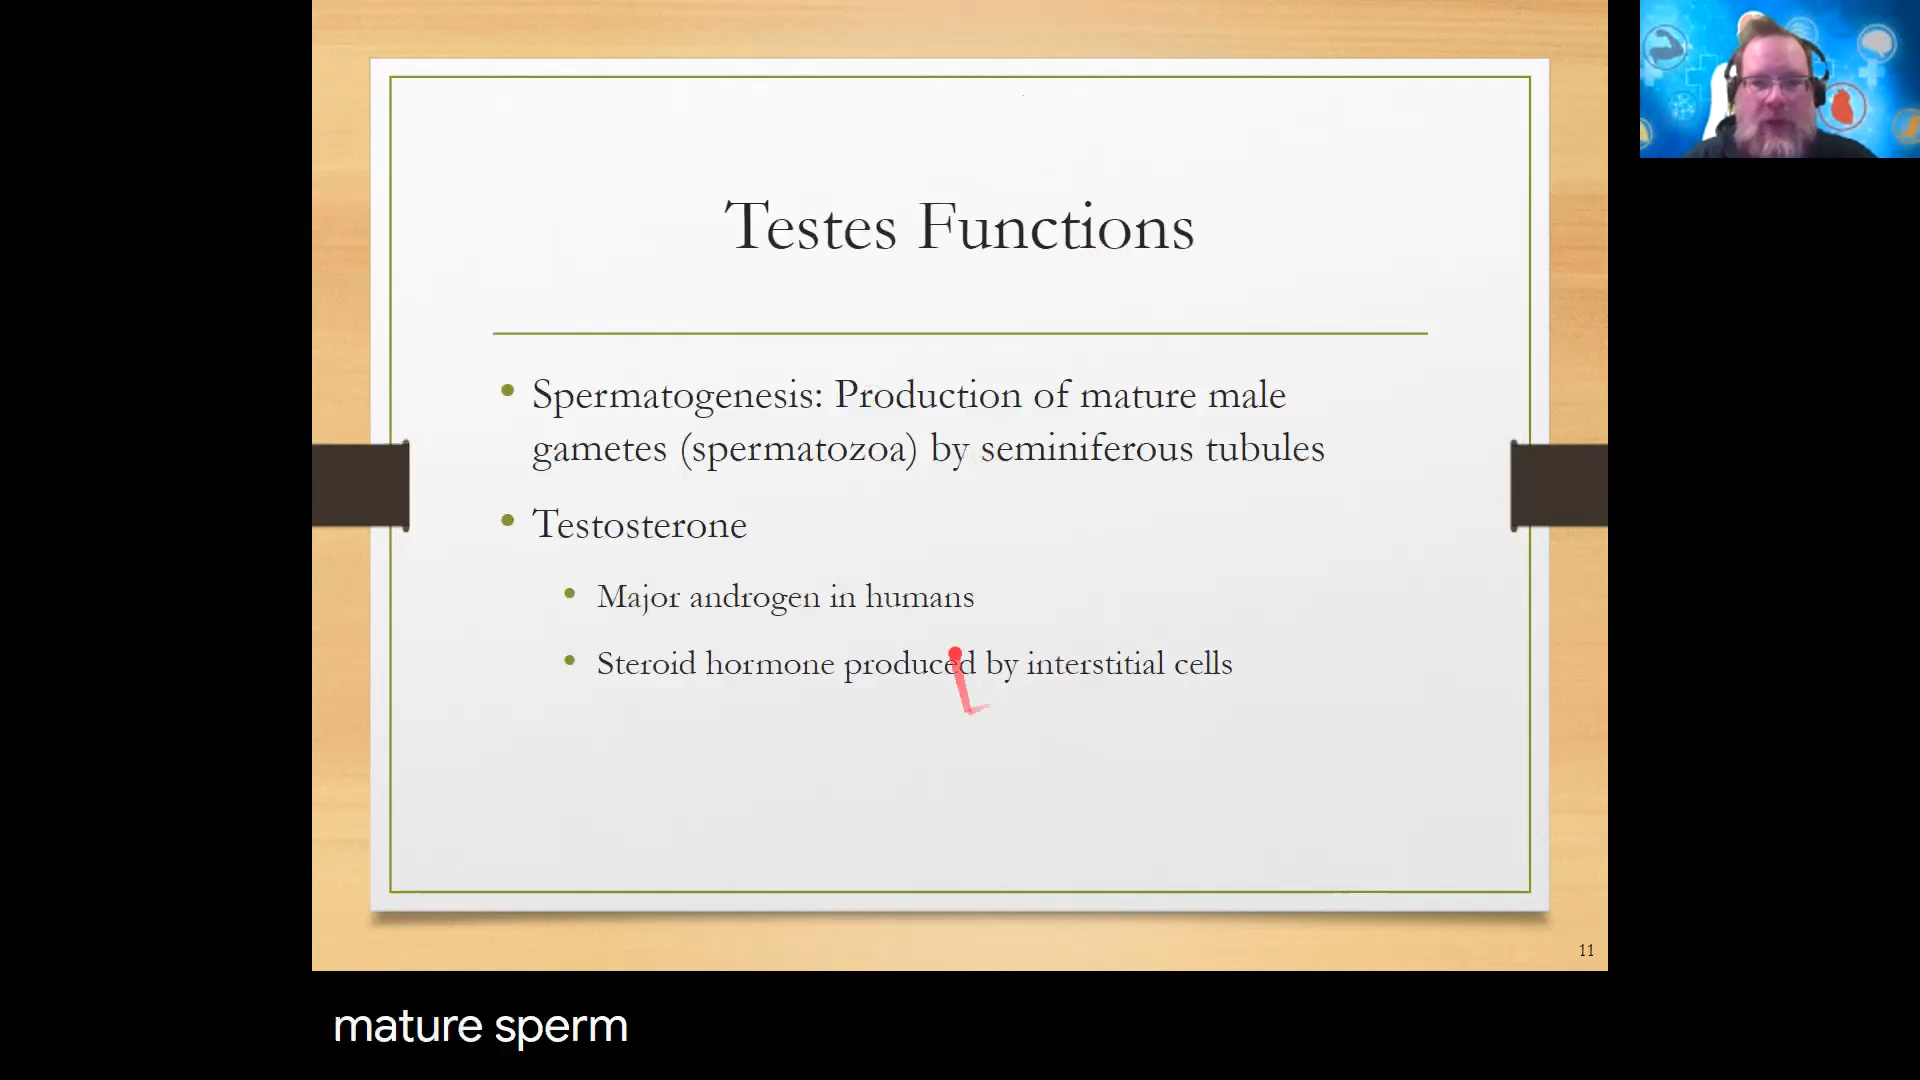 Testes Functions
Spermatogenesis: Production of mature male
gametes (spermatozoa) by seminiferous tubules
Testosterone
Major androgen in humans
Steroid hormone produced by interstitial cells
11
mature sperm